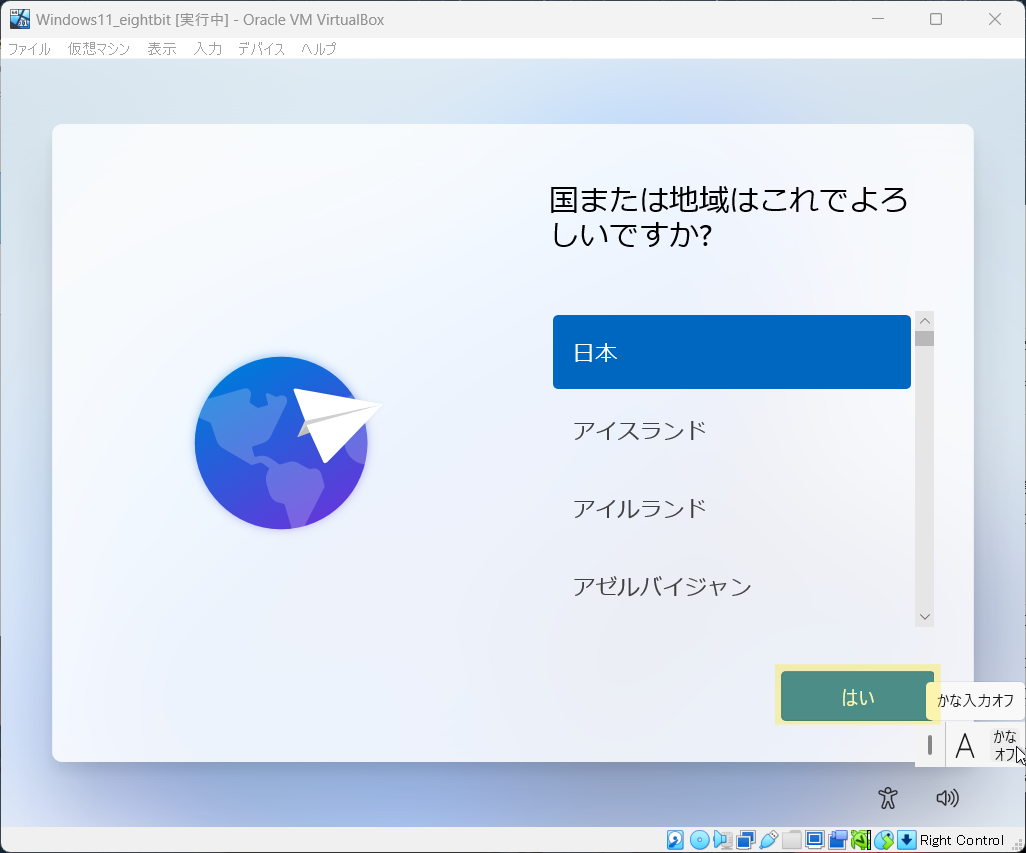 Windows11_eightbit [実行中] - Oracle VM VirtualBox
ファイル 仮想マシン 表示 入力 デバイス ヘルプ
国または地域はこれでよろ
しいですか?
日本
アイスランド
アイルランド
アゼルバイジャン
はい
かな入力オフ
A
かな
オフ
Right Control